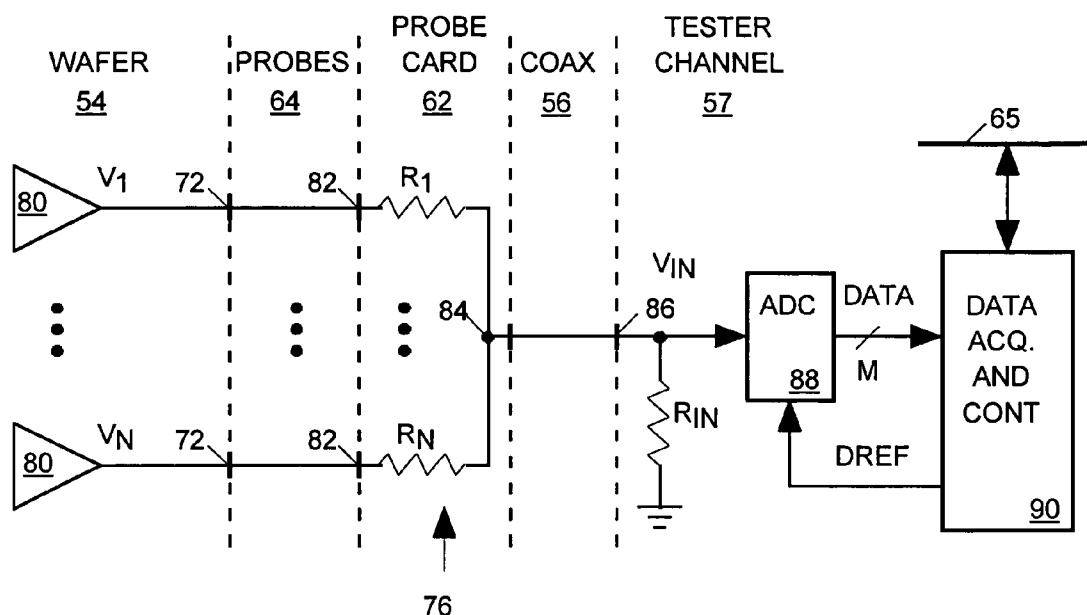 WAFER
54
PROBES
64
PROBE
CARD
62
COAX
56
TESTER
CHANNEL
57
65
80
V1
72
82
R1
84
86
VIN
ADC
88
DATA
M
DATA
ACQ.
AND
CONT
90
RIN
DREF
80
VN
72
82
RN
76